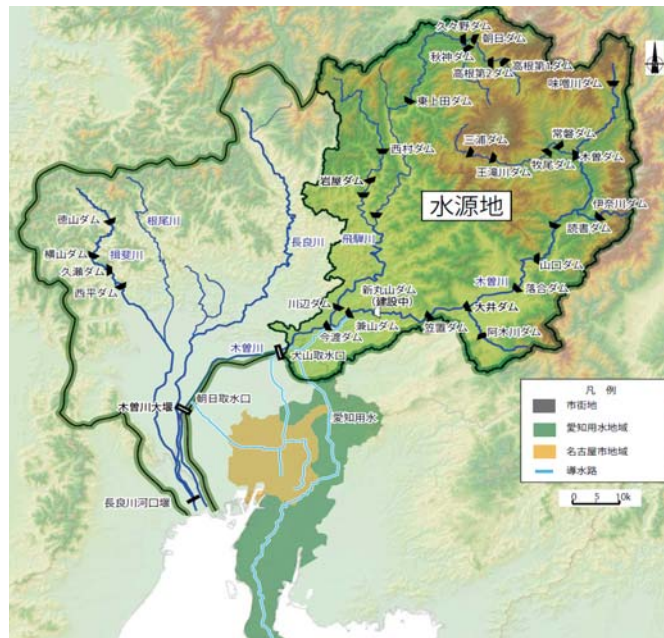 久々野ダム
朝日ダム
秋神ダム
高根第1ダム
高根第2ダム
味噌川ダム
東上田ダム
三浦ダム
常磐ダム
西村ダム
王滝川ダム
牧尾ダム
木曽ダム
岩屋ダム
水源地
伊奈川ダム
徳山ダム
根尾川
長良川
飛騨川
読書ダム
横山ダム
揖斐川
久瀬ダム
山口ダム
西平ダム
木曽川
落合ダム
新丸山ダム
(建設中)
川辺ダム
大井ダム
兼山ダム
笠置ダム
阿木川ダム
今渡ダム
木曽川
犬山取水口
朝日取水口
木曽川大堰
愛知用水
長良川河口堰
凡 例
市街地
愛知用水地域
名古屋市地域
導水路
0 5 10k